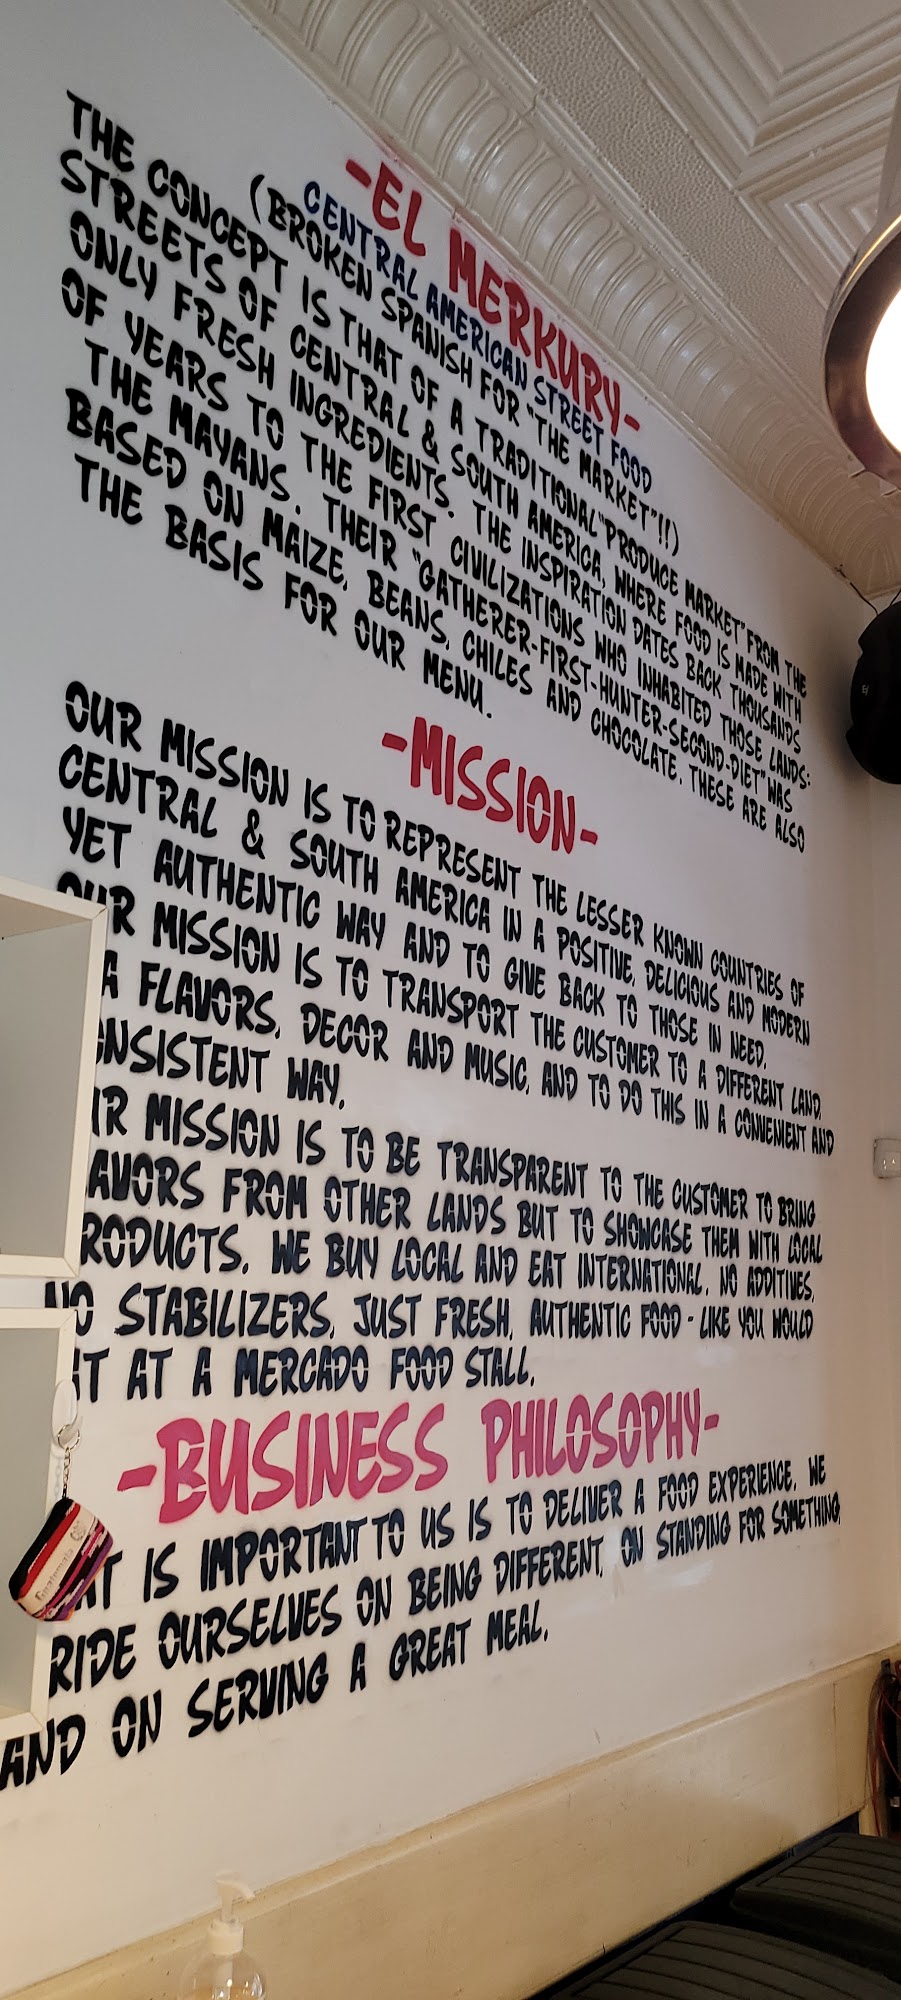 -EL MERKURY-
CENTRAL AMERICAN STREET FOOD
(BROKEN SPANISH FOR "THE MARKET"!!)
THE CONCEPT IS THAT OF A TRADITIONAL "PRODUCE MARKET" FROM THE
STREETS OF CENTRAL & SOUTH AMERICA, WHERE FOOD IS MADE WITH
ONLY FRESH INGREDIENTS. THE INSPIRATION DATES BACK THOUSANDS
OF YEARS TO THE FIRST CIVILIZATIONS WHO INHABITED THOSE LANDS:
THE MAYANS. THEIR "GATHERER-FIRST-HUNTER-SECOND-DIET" WAS
BASED ON MAIZE, BEANS, CHILES AND CHOCOLATE. THESE ARE ALSO
THE BASIS FOR OUR MENU.
-MISSION-
OUR MISSION IS TO REPRESENT THE LESSER KNOWN COUNTRIES OF
CENTRAL & SOUTH AMERICA IN A POSITIVE, DELICIOUS AND MODERN
YET AUTHENTIC WAY AND TO GIVE BACK TO THOSE IN NEED.
OUR MISSION IS TO TRANSPORT THE CUSTOMER TO A DIFFERENT LAND,
A FLAVORS, DECOR AND MUSIC, AND TO DO THIS IN A CONVENIENT AND
ONSISTENT WAY.
UR MISSION IS TO BE TRANSPARENT TO THE CUSTOMER TO BRING
AVORS FROM OTHER LANDS BUT TO SHOWCASE THEM WITH LOCAL
PRODUCTS. WE BUY LOCAL AND EAT INTERNATIONAL. NO ADDITIVES,
NO STABILIZERS, JUST FRESH, AUTHENTIC FOOD - LIKE YOU WOULD
AT AT A MERCADO FOOD STALL.
-BUSINESS PHILOSOPHY-
AT IS IMPORTANT TO US IS TO DELIVER A FOOD EXPERIENCE. WE
RIDE OURSELVES ON BEING DIFFERENT, ON STANDING FOR SOMETHING,
AND ON SERVING A GREAT MEAL.